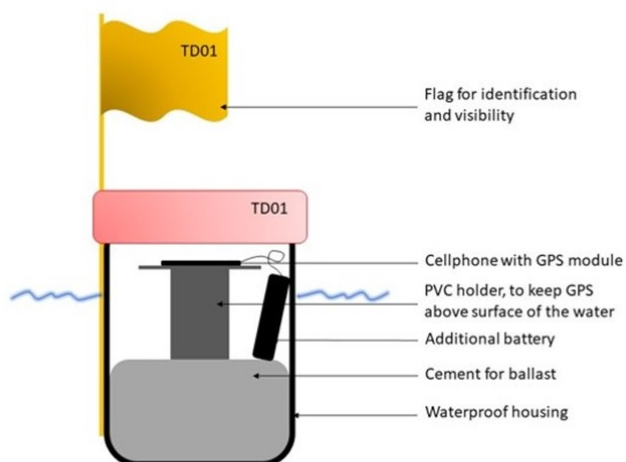 TD01
Flag for identification
and visibility
TD01
Cellphone with GPS module
PVC holder, to keep GPS
above surface of the water
Additional battery
Cement for ballast
Waterproof housing